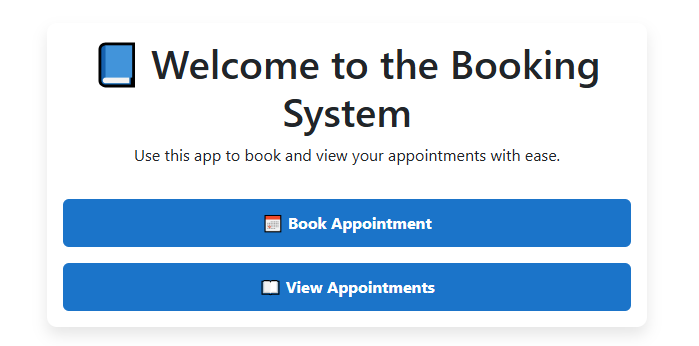 Welcome to the Booking
System
Use this app to book and view your appointments with ease.
Book Appointment
View Appointments